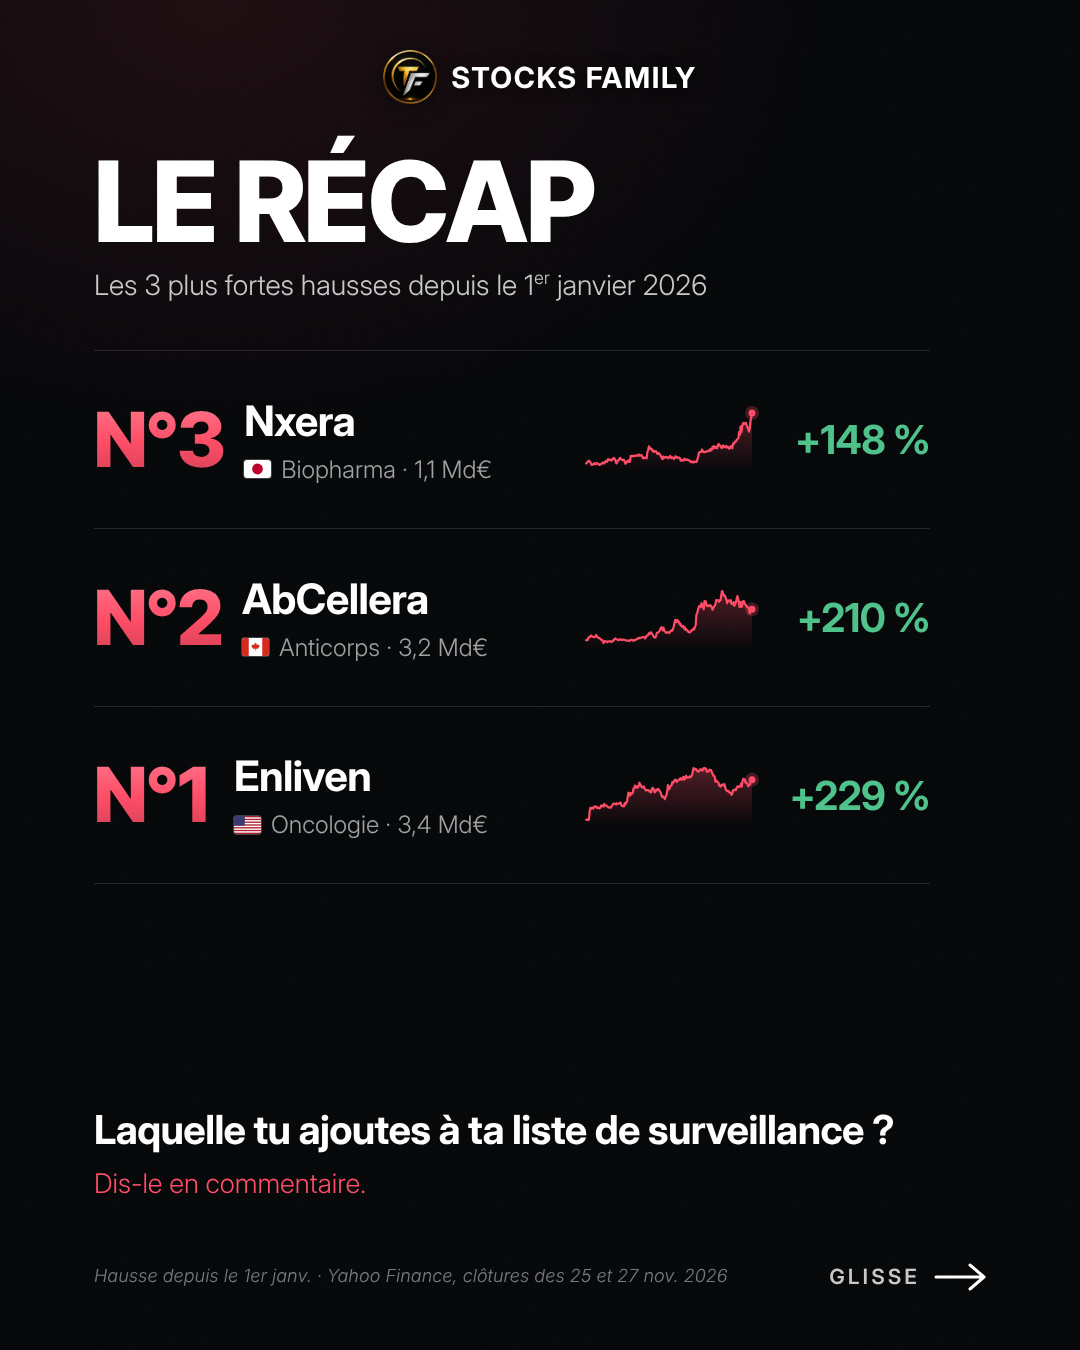 TF STOCKS FAMILY
LE RÉCAP
Les 3 plus fortes hausses depuis le 1er janvier 2026
N°3 Nxera +148 %
Biopharma · 1,1 Md€
N°2 AbCellera +210 %
Anticorps · 3,2 Md€
N°1 Enliven +229 %
Oncologie · 3,4 Md€
Laquelle tu ajoutes à ta liste de surveillance ?
Dis-le en commentaire.
Hausse depuis le 1er janv. · Yahoo Finance, clôtures des 25 et 27 nov. 2026
GLISSE